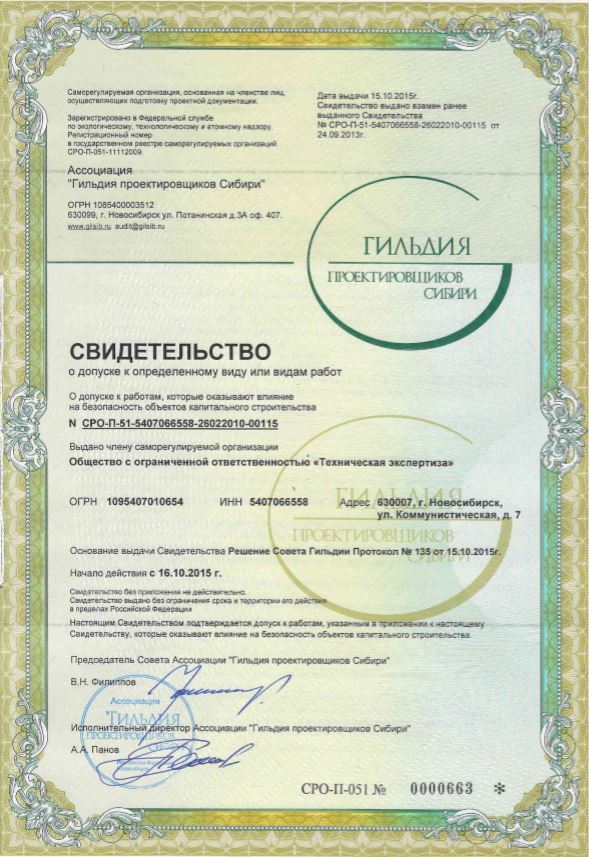 Саморегулируемая организация, основанная на членстве лиц,
осуществляющих подготовку проектной документации.
Зарегистрировано в Федеральной службе
по экологическому, технологическому и атомному надзору.
Регистрационный номер
в государственном реестре саморегулируемых организаций
СРО-П-051-11112009.
Ассоциация
"Гильдия проектировщиков Сибири"
ОГРН 1085400003512
630099, г. Новосибирск ул. Потанинская д.3А оф. 407.
www.gilsib.ru audit@gilsib.ru
Дата выдачи 15.10.2015г.
Свидетельство выдано взамен ранее
выданного Свидетельства
№ СРО-П-51-5407066558-26022010-00115 от
24.09.2013г.
ГИЛЬДИЯ
ПРОЕКТИРОВЩИКОВ
СИБИРИ
СВИДЕТЕЛЬСТВО
о допуске к определенному виду или видам работ
О допуске к работам, которые оказывают влияние
на безопасность объектов капитального строительства
N СРО-П-51-5407066558-26022010-00115
Выдано члену саморегулируемой организации
Общество с ограниченной ответственностью «Техническая экспертиза»
ОГРН 1095407010654 ИНН 5407066558 Адрес 630007, г. Новосибирск,
ул. Коммунистическая, д. 7
ГИЛЬДИЯ
ПРОЕКТИРОВЩИКОВ
СИБИРИ
Основание выдачи Свидетельства Решение Совета Гильдии Протокол № 135 от 15.10.2015г.
Начало действия с 16.10.2015 г.
Свидетельство без приложения не действительно.
Свидетельство выдано без ограничения срока и территории его действия
в пределах Российской Федерации
Настоящим Свидетельством подтверждается допуск к работам, указанным в приложении к настоящему
Свидетельству, которые оказывают влияние на безопасность объектов капитального строительства.
Председатель Совета Ассоциации "Гильдия проектировщиков Сибири"
В.Н. Филиппов
Ассоциация
"ГИЛЬДИЯ
ПРОЕКТИРОВЩИКОВ
Исполнительный директор Ассоциации "Гильдия проектировщиков Сибири"
А.А. Панов
СРО-П-051 № 0000663 *